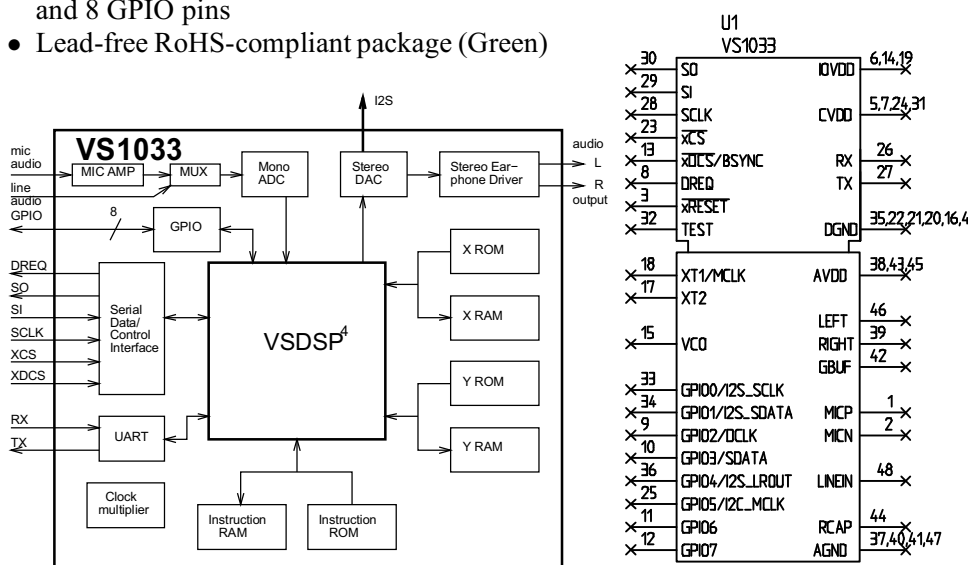 and 8 GPIO pins
• Lead-free RoHS-compliant package (Green)
I2S
VS1033
mic
audio
MIC AMP
MUX
Mono
ADC
Stereo
DAC
Stereo Ear-
phone Driver
audio
L
R
output
line
audio
GPIO
8
GPIO
X ROM
DREQ
SO
SI
SCLK
XCS
XDCS
Serial
Data/
Control
Interface
VSDSP4
X RAM
Y ROM
RX
TX
UART
Y RAM
Clock
multiplier
Instruction
RAM
Instruction
ROM
U1
VS1033
30 SO IOVDD 6,14,19
29 SI
28 SCLK CVDD 5,7,24,31
23 xCS
13 xDCS/BSYNC RX 26
8 DREQ TX 27
3 xRESET
32 TEST DGND 35,22,21,20,16,4
18 XT1/MCLK AVDD 38,43,45
17 XT2
LEFT 46
15 VCO RIGHT 39
GBUF 42
33 GPIO0/I2S_SCLK
34 GPIO1/I2S_SDATA MICP 1
9 GPIO2/DCLK MICN 2
10 GPIO3/SDATA
36 GPIO4/I2S_LROUT LINEIN 48
25 GPIO5/I2C_MCLK
11 GPIO6 RCAP 44
12 GPIO7 AGND 37,40,41,47